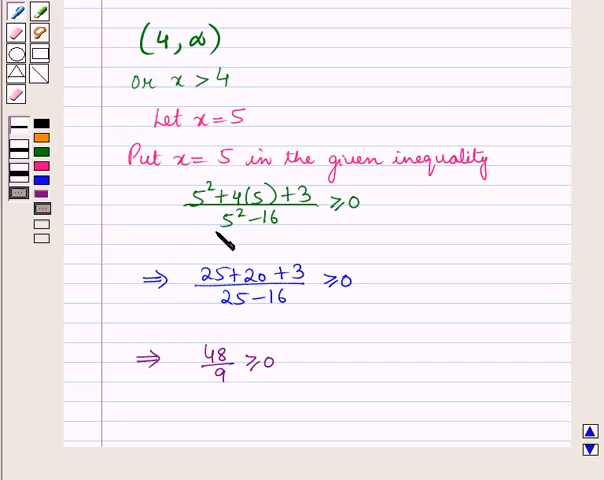 (4, ∞)
or x > 4
Let x = 5
Put x = 5 in the given inequality
(5² + 4(5) + 3)/(5² − 16) ≥ 0
⇒ (25 + 20 + 3)/(25 − 16) ≥ 0
⇒ 48/9 ≥ 0